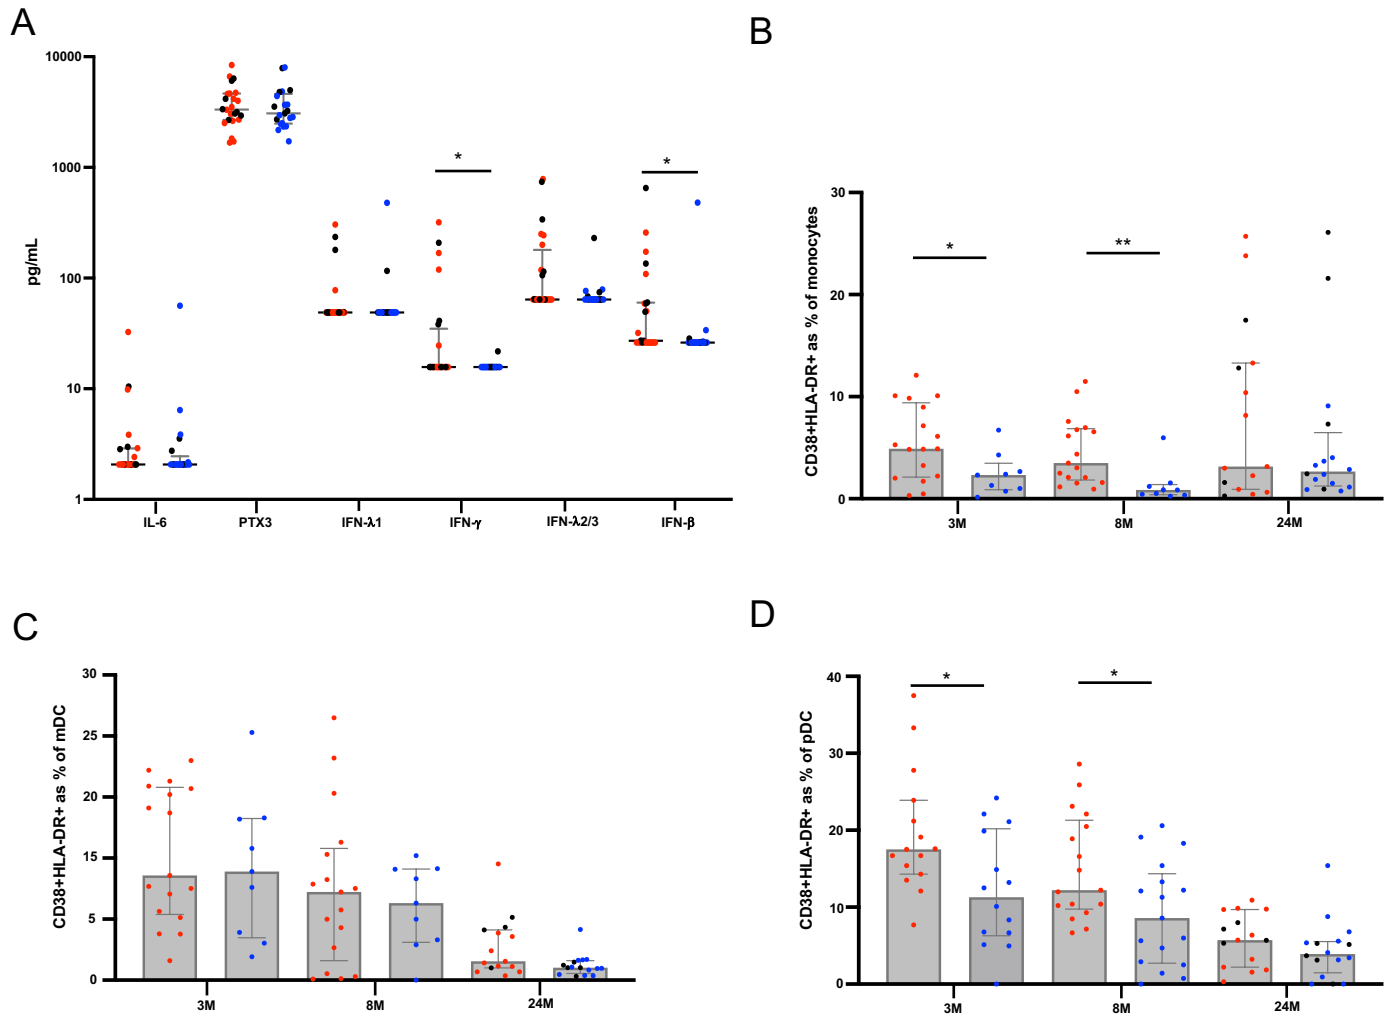 A
10000
1000
100
10
1
pg/mL
*
*
IL-6 PTX3 IFN-λ1 IFN-γ IFN-λ2/3 IFN-β
B
30
20
10
0
CD38+HLA-DR+ as % of monocytes
*
**
3M 8M 24M
C
30
25
20
15
10
5
0
CD38+HLA-DR+ as % of mDC
3M 8M 24M
D
40
30
20
10
0
CD38+HLA-DR+ as % of pDC
*
*
3M 8M 24M